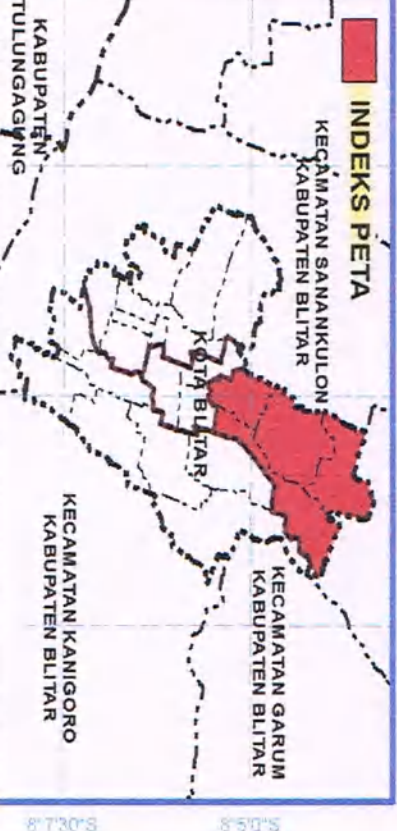 INDEKS PETA
KECAMATAN SANANKULON
KABUPATEN BLITAR
KOTA BLITAR
KECAMATAN GARUM
KABUPATEN BLITAR
KECAMATAN KANIGORO
KABUPATEN BLITAR
KABUPATEN
TULUNGAGUNG
8°5'0"S
8°7'30"S